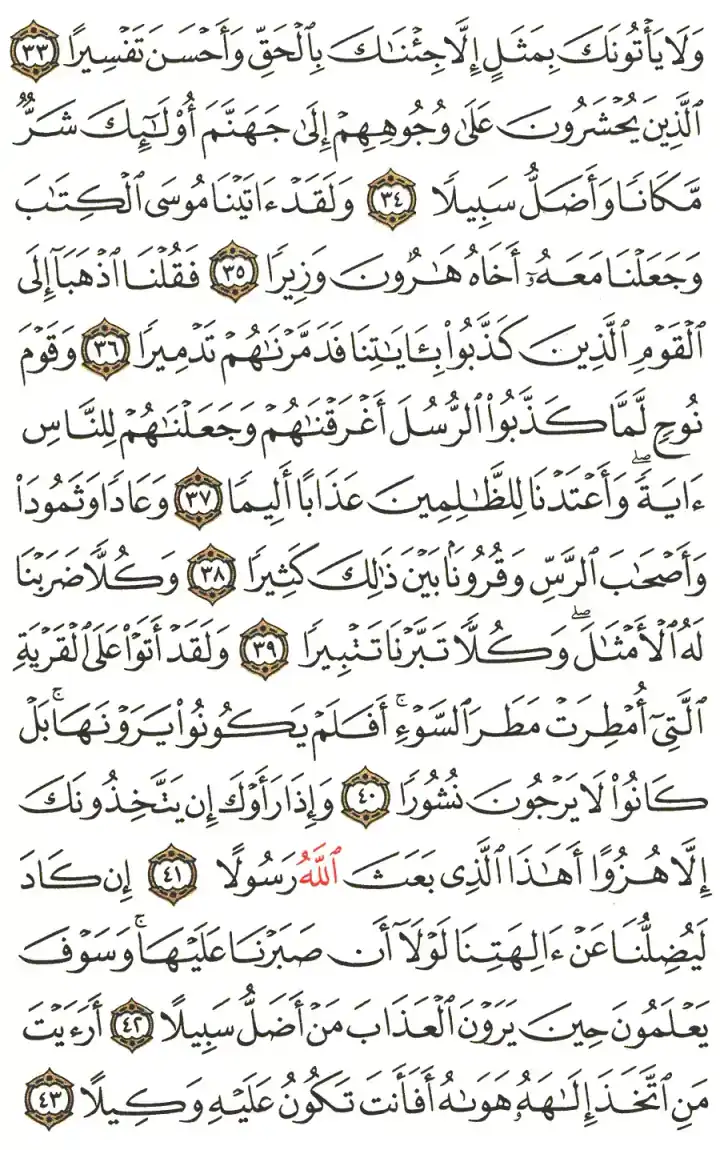 وَلَا يَأْتُونَكَ بِمَثَلٍ إِلَّا جِئْنَٰكَ بِٱلْحَقِّ وَأَحْسَنَ تَفْسِيرًا ٣٣
ٱلَّذِينَ يُحْشَرُونَ عَلَىٰ وُجُوهِهِمْ إِلَىٰ جَهَنَّمَ أُو۟لَٰٓئِكَ شَرٌّ
مَّكَانًا وَأَضَلُّ سَبِيلًا ٣٤ وَلَقَدْ ءَاتَيْنَا مُوسَى ٱلْكِتَٰبَ
وَجَعَلْنَا مَعَهُۥٓ أَخَاهُ هَٰرُونَ وَزِيرًا ٣٥ فَقُلْنَا ٱذْهَبَآ إِلَى
ٱلْقَوْمِ ٱلَّذِينَ كَذَّبُوا۟ بِـَٔايَٰتِنَا فَدَمَّرْنَٰهُمْ تَدْمِيرًا ٣٦ وَقَوْمَ
نُوحٍ لَّمَّا كَذَّبُوا۟ ٱلرُّسُلَ أَغْرَقْنَٰهُمْ وَجَعَلْنَٰهُمْ لِلنَّاسِ
ءَايَةً ۖ وَأَعْتَدْنَا لِلظَّٰلِمِينَ عَذَابًا أَلِيمًا ٣٧ وَعَادًا وَثَمُودَا۟
وَأَصْحَٰبَ ٱلرَّسِّ وَقُرُونًۢا بَيْنَ ذَٰلِكَ كَثِيرًا ٣٨ وَكُلًّا ضَرَبْنَا
لَهُ ٱلْأَمْثَٰلَ ۖ وَكُلًّا تَبَّرْنَا تَتْبِيرًا ٣٩ وَلَقَدْ أَتَوْا۟ عَلَى ٱلْقَرْيَةِ
ٱلَّتِىٓ أُمْطِرَتْ مَطَرَ ٱلسَّوْءِ ۚ أَفَلَمْ يَكُونُوا۟ يَرَوْنَهَا ۚ بَلْ
كَانُوا۟ لَا يَرْجُونَ نُشُورًا ٤٠ وَإِذَا رَأَوْكَ إِن يَتَّخِذُونَكَ
إِلَّا هُزُوًا أَهَٰذَا ٱلَّذِى بَعَثَ ٱللَّهُ رَسُولًا ٤١ إِن كَادَ
لَيُضِلُّنَا عَنْ ءَالِهَتِنَا لَوْلَآ أَن صَبَرْنَا عَلَيْهَا ۚ وَسَوْفَ
يَعْلَمُونَ حِينَ يَرَوْنَ ٱلْعَذَابَ مَنْ أَضَلُّ سَبِيلًا ٤٢ أَرَءَيْتَ
مَنِ ٱتَّخَذَ إِلَٰهَهُۥ هَوَىٰهُ أَفَأَنتَ تَكُونُ عَلَيْهِ وَكِيلًا ٤٣